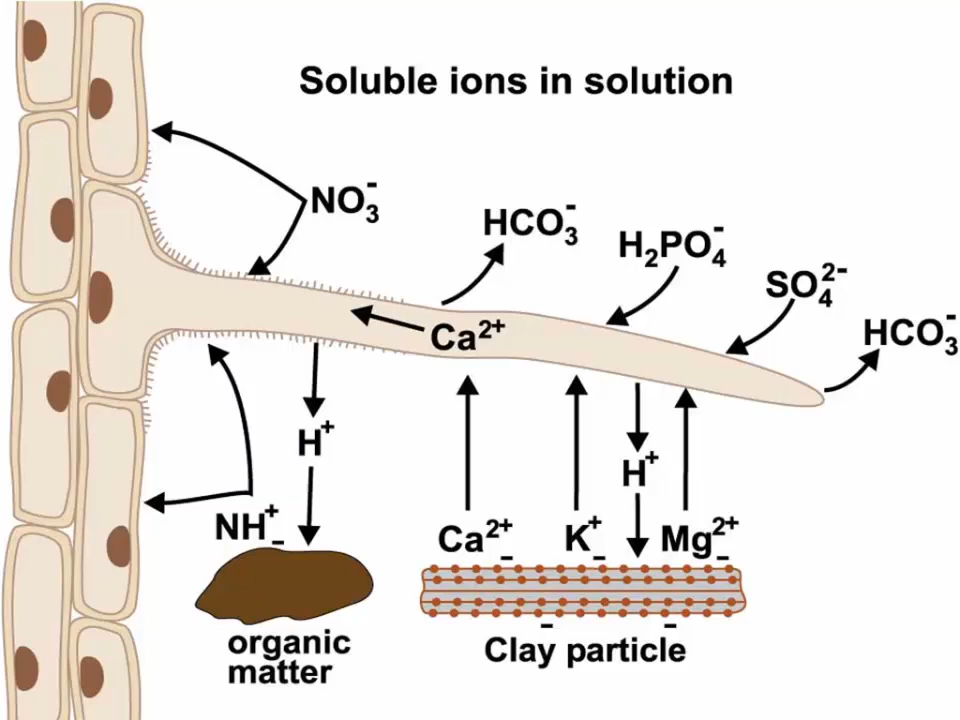 Soluble ions in solution
NO₃⁻
HCO₃⁻
H₂PO₄⁻
SO₄²⁻
HCO₃⁻
Ca²⁺
H⁺
H⁺
NH⁺
Ca²⁺
K⁺
Mg²⁺
organic
matter
Clay particle